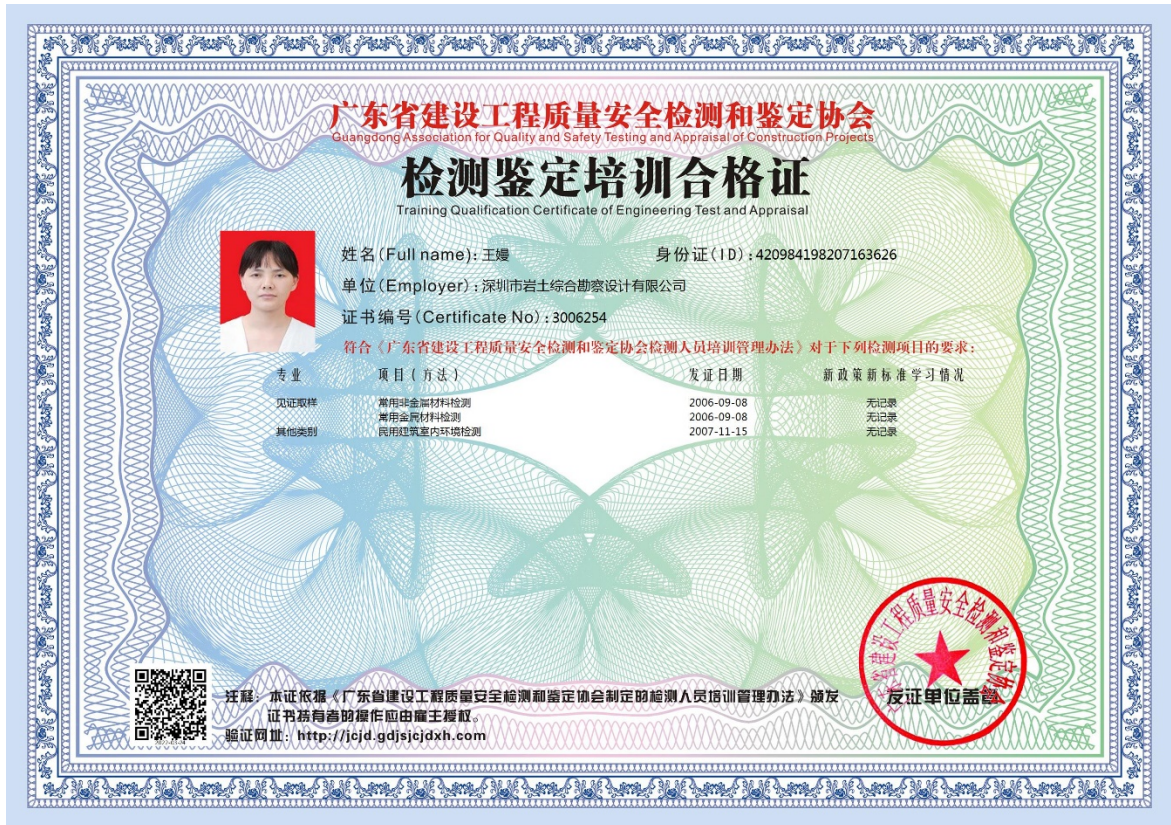 广东省建设工程质量安全检测和鉴定协会
Guangdong Association for Quality and Safety Testing and Appraisal of Construction Projects
检测鉴定培训合格证
Training Qualification Certificate of Engineering Test and Appraisal
姓名(Full name)：王嫚 身份证(ID)：420984198207163626
单位(Employer)：深圳市岩土综合勘察设计有限公司
证书编号(Certificate No)：3006254
符合《广东省建设工程质量安全检测和鉴定协会检测人员培训管理办法》对于下列检测项目的要求：
专业 项目(方法) 发证日期 新政策新标准学习情况
见证取样 常用非金属材料检测 2006-09-08 无记录
常用金属材料检测 2006-09-08 无记录
其他类别 民用建筑室内环境检测 2007-11-15 无记录
注释：本证依据《广东省建设工程质量安全检测和鉴定协会制定的检测人员培训管理办法》颁发
证书持有者的操作应由雇主授权。
验证网址：http://jcjd.gdjsjcjdxh.com
广东省建设工程质量安全检测和鉴定协会
发证单位盖章